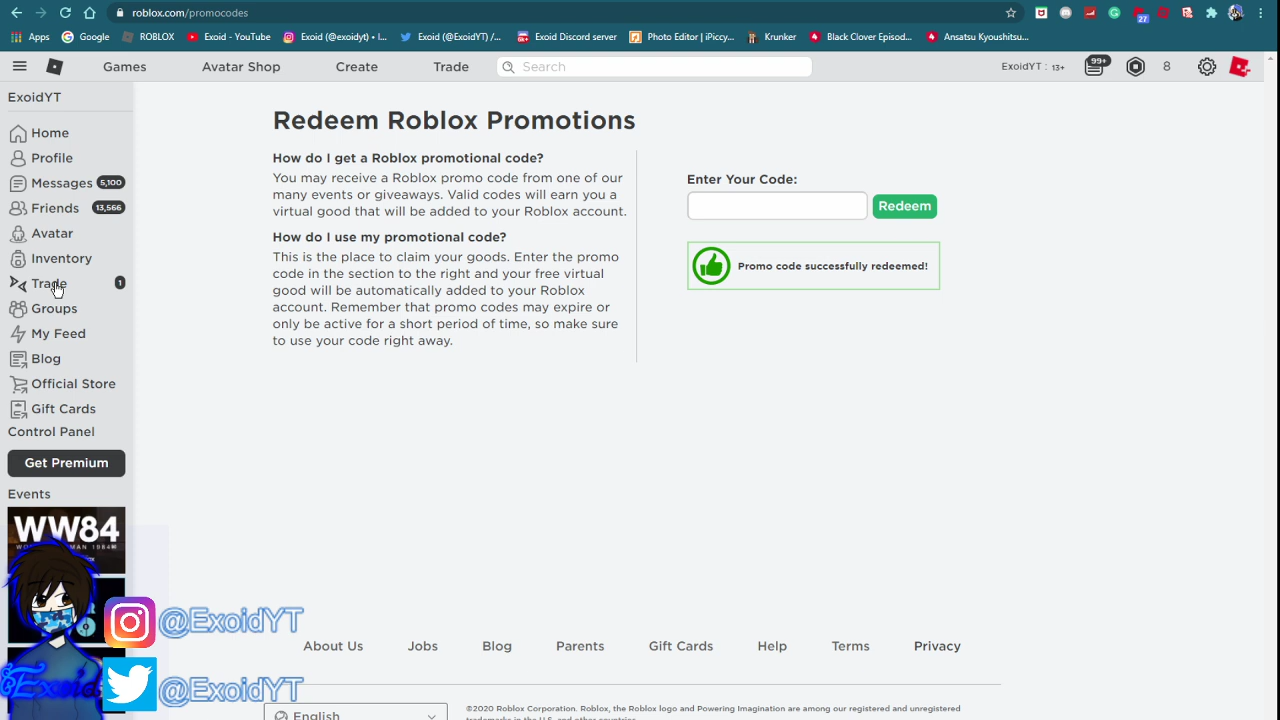 roblox.com/promocodes
27
Apps
Google
ROBLOX
Exoid - YouTube
Exoid (@exoidyt) • I...
Exoid (@ExoidYT) /...
Exoid Discord server
Photo Editor | iPiccy...
Krunker
Black Clover Episod...
Ansatsu Kyoushitsu...
Games
Avatar Shop
Create
Trade
Search
ExoidYT : 13+
99+
8
ExoidYT
Home
Profile
Messages 5,100
Friends 13,566
Avatar
Inventory
Trade 1
Groups
My Feed
Blog
Official Store
Gift Cards
Control Panel
Get Premium
Events
WW84
Redeem Roblox Promotions
How do I get a Roblox promotional code?
You may receive a Roblox promo code from one of our
many events or giveaways. Valid codes will earn you a
virtual good that will be added to your Roblox account.
How do I use my promotional code?
This is the place to claim your goods. Enter the promo
code in the section to the right and your free virtual
good will be automatically added to your Roblox
account. Remember that promo codes may expire or
only be active for a short period of time, so make sure
to use your code right away.
Enter Your Code:
Redeem
Promo code successfully redeemed!
@ExoidYT
@ExoidYT
Exoid
About Us
Jobs
Blog
Parents
Gift Cards
Help
Terms
Privacy
English
©2020 Roblox Corporation. Roblox, the Roblox logo and Powering Imagination are among our registered and unregistered
trademarks in the U.S. and other countries.